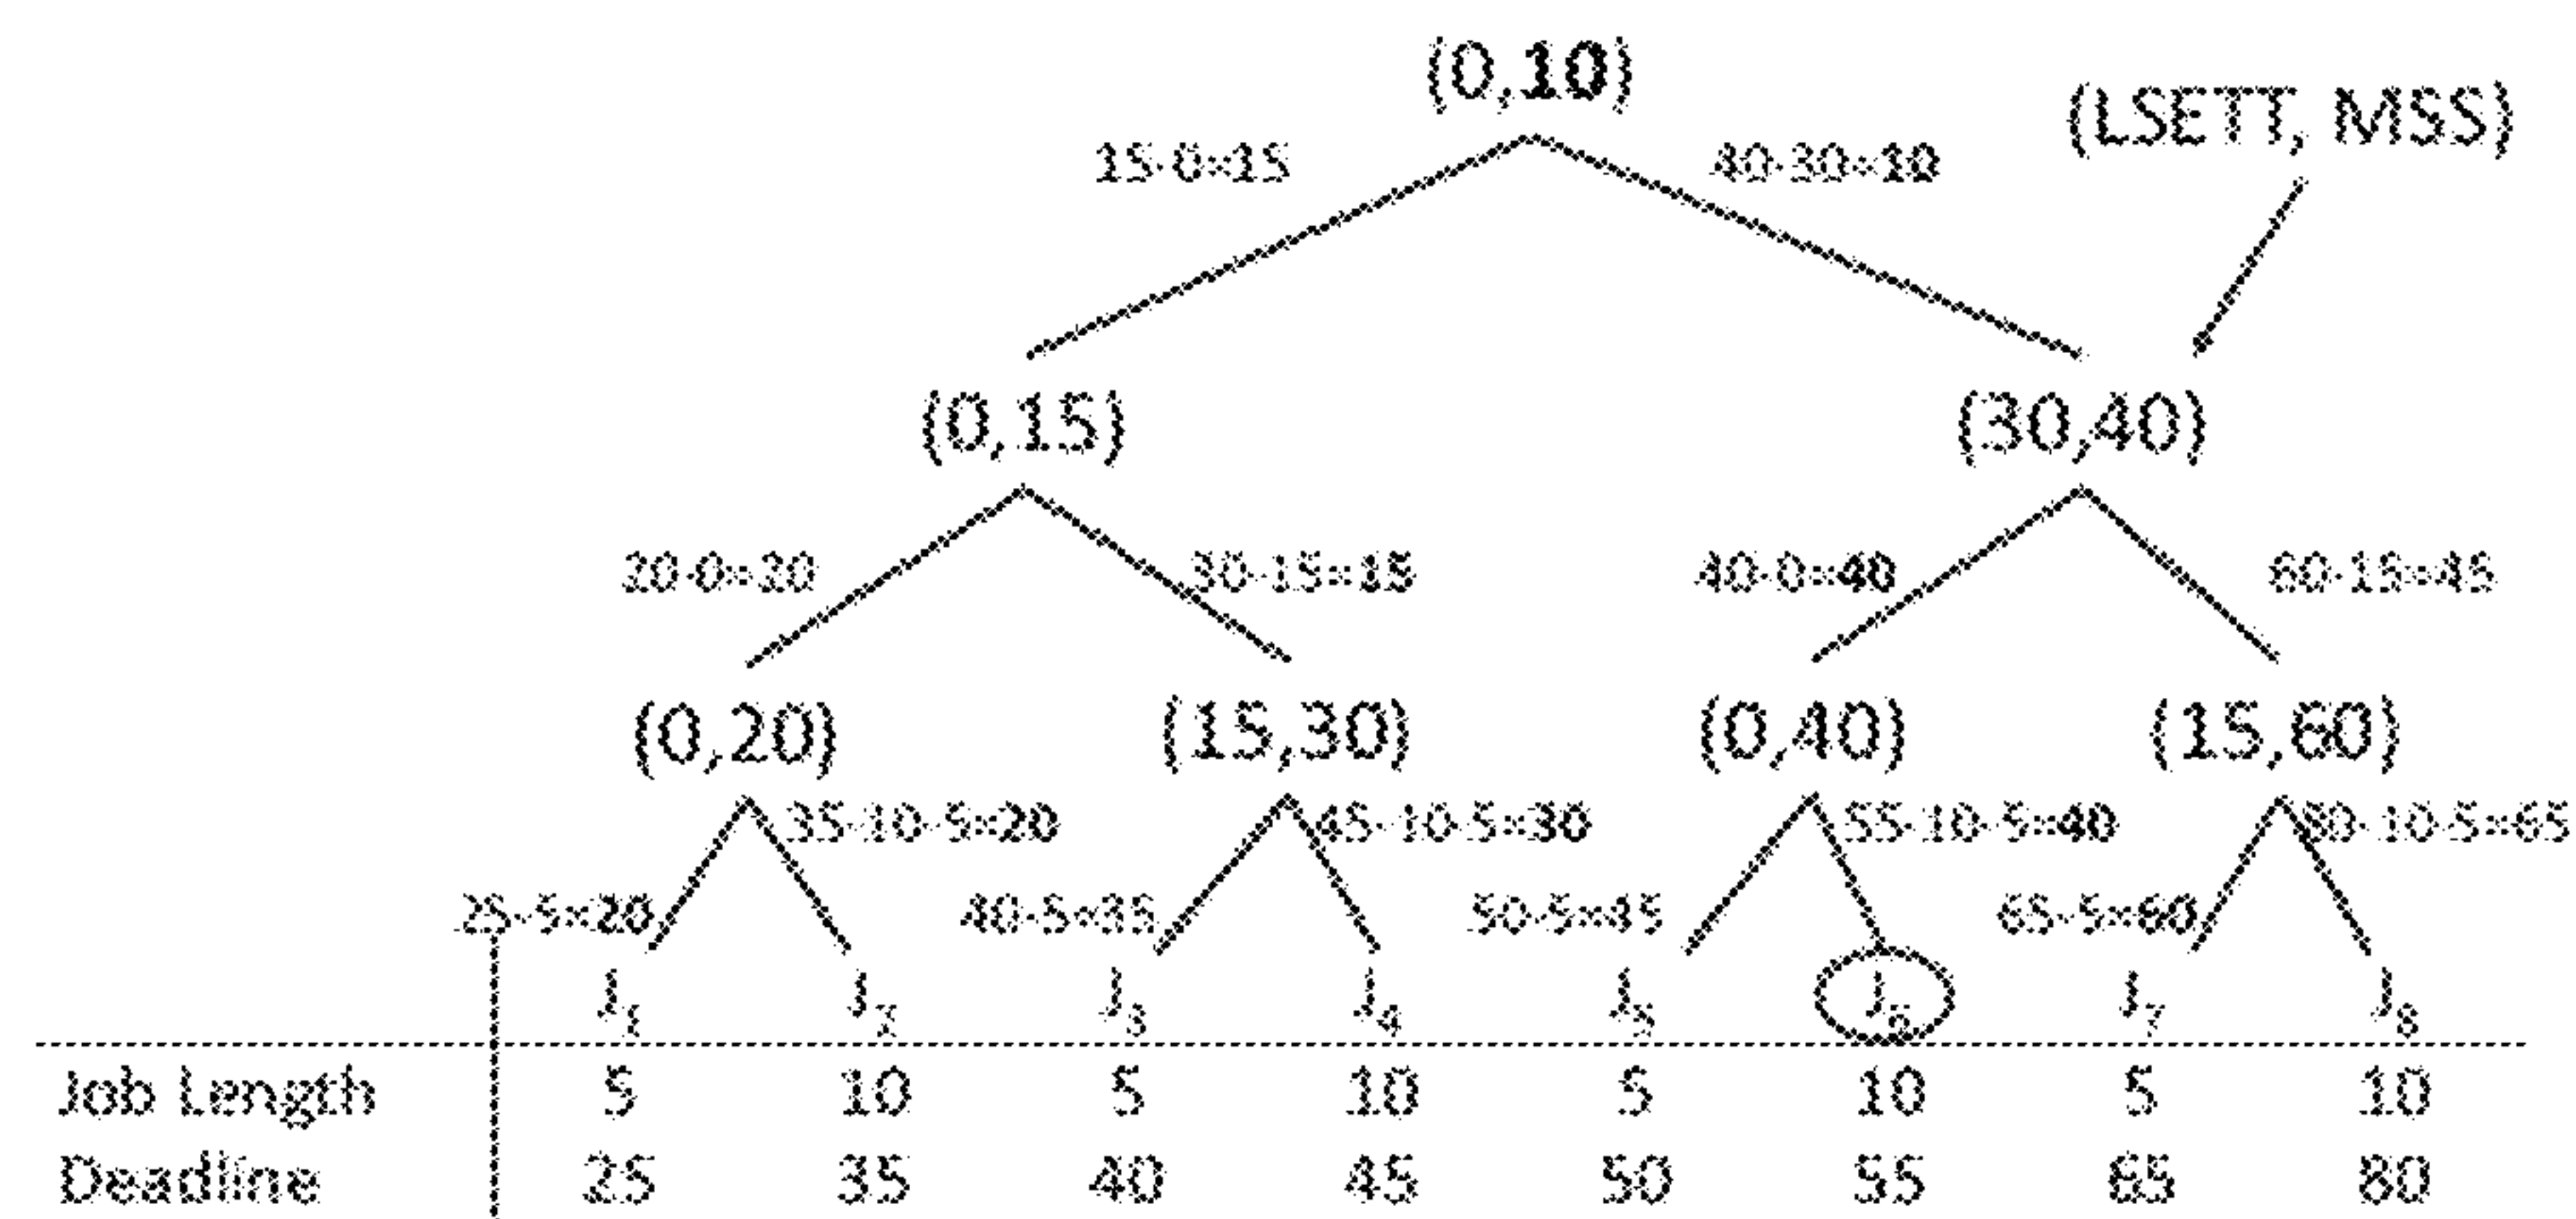 (0,10)
(LSETT, MSS)
15-0=15 40-30=10
(0,15) (30,40)
20-0=20 30-15=15 40-0=40 60-15=45
(0,20) (15,30) (0,40) (15,60)
35-10-5=20 45-10-5=30 55-10-5=40 80-10-5=65
25-5=20 40-5=35 50-5=45 65-5=60
J1 J2 J3 J4 J5 J6 J7 J8
Job Length 5 10 5 10 5 10 5 10
Deadline 25 35 40 45 50 55 65 80